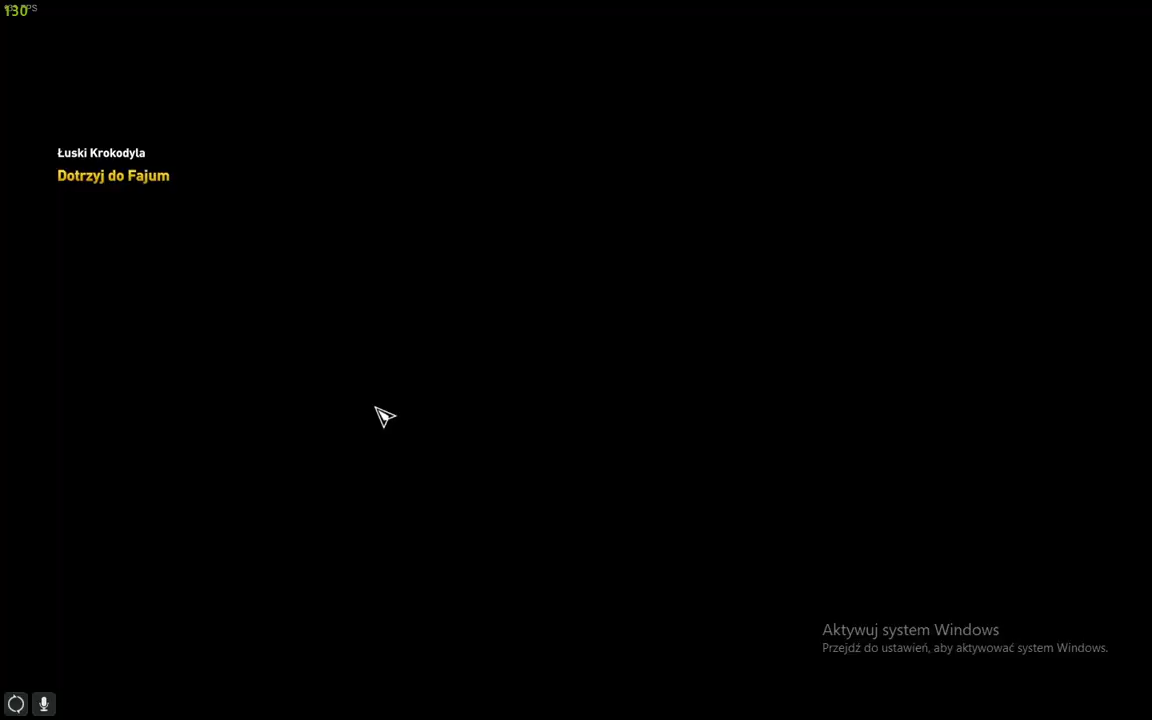 130
Łuski Krokodyla
Dotrzyj do Fajum
Aktywuj system Windows
Przejdź do ustawień, aby aktywować system Windows.